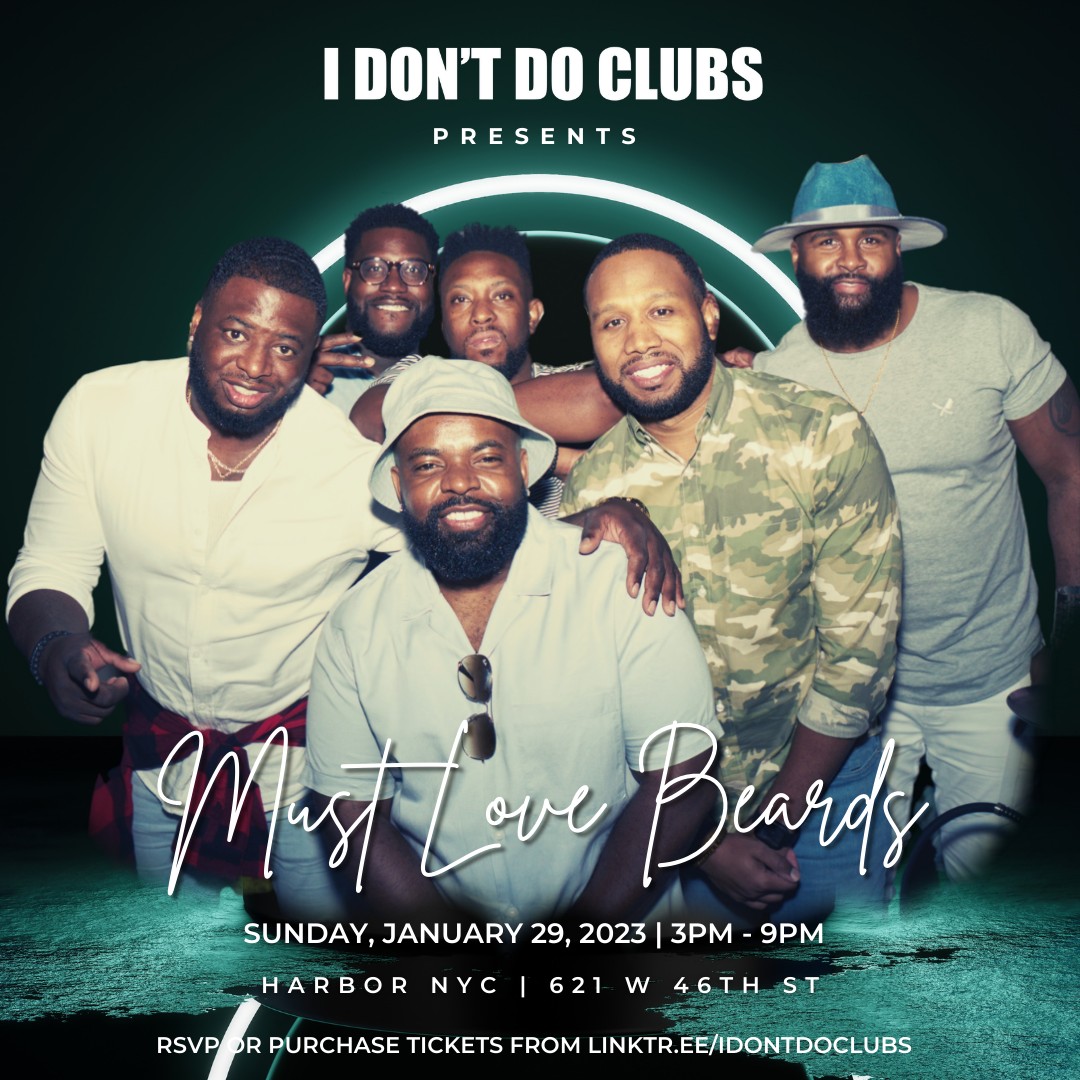 I DON'T DO CLUBS
PRESENTS
Must Love Beards
SUNDAY, JANUARY 29, 2023 | 3PM - 9PM
HARBOR NYC | 621 W 46TH ST
RSVP OR PURCHASE TICKETS FROM LINKTR.EE/IDONTDOCLUBS